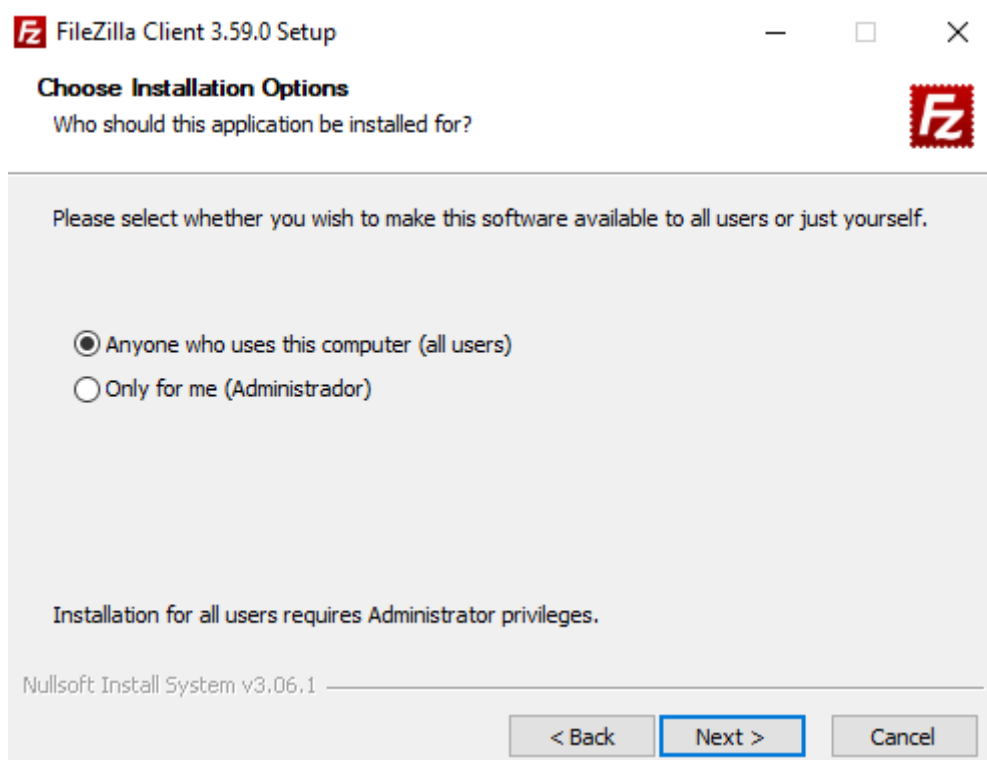 FileZilla Client 3.59.0 Setup
Choose Installation Options
Who should this application be installed for?
Fz
Please select whether you wish to make this software available to all users or just yourself.
Anyone who uses this computer (all users)
Only for me (Administrador)
Installation for all users requires Administrator privileges.
Nullsoft Install System v3.06.1
< Back
Next >
Cancel